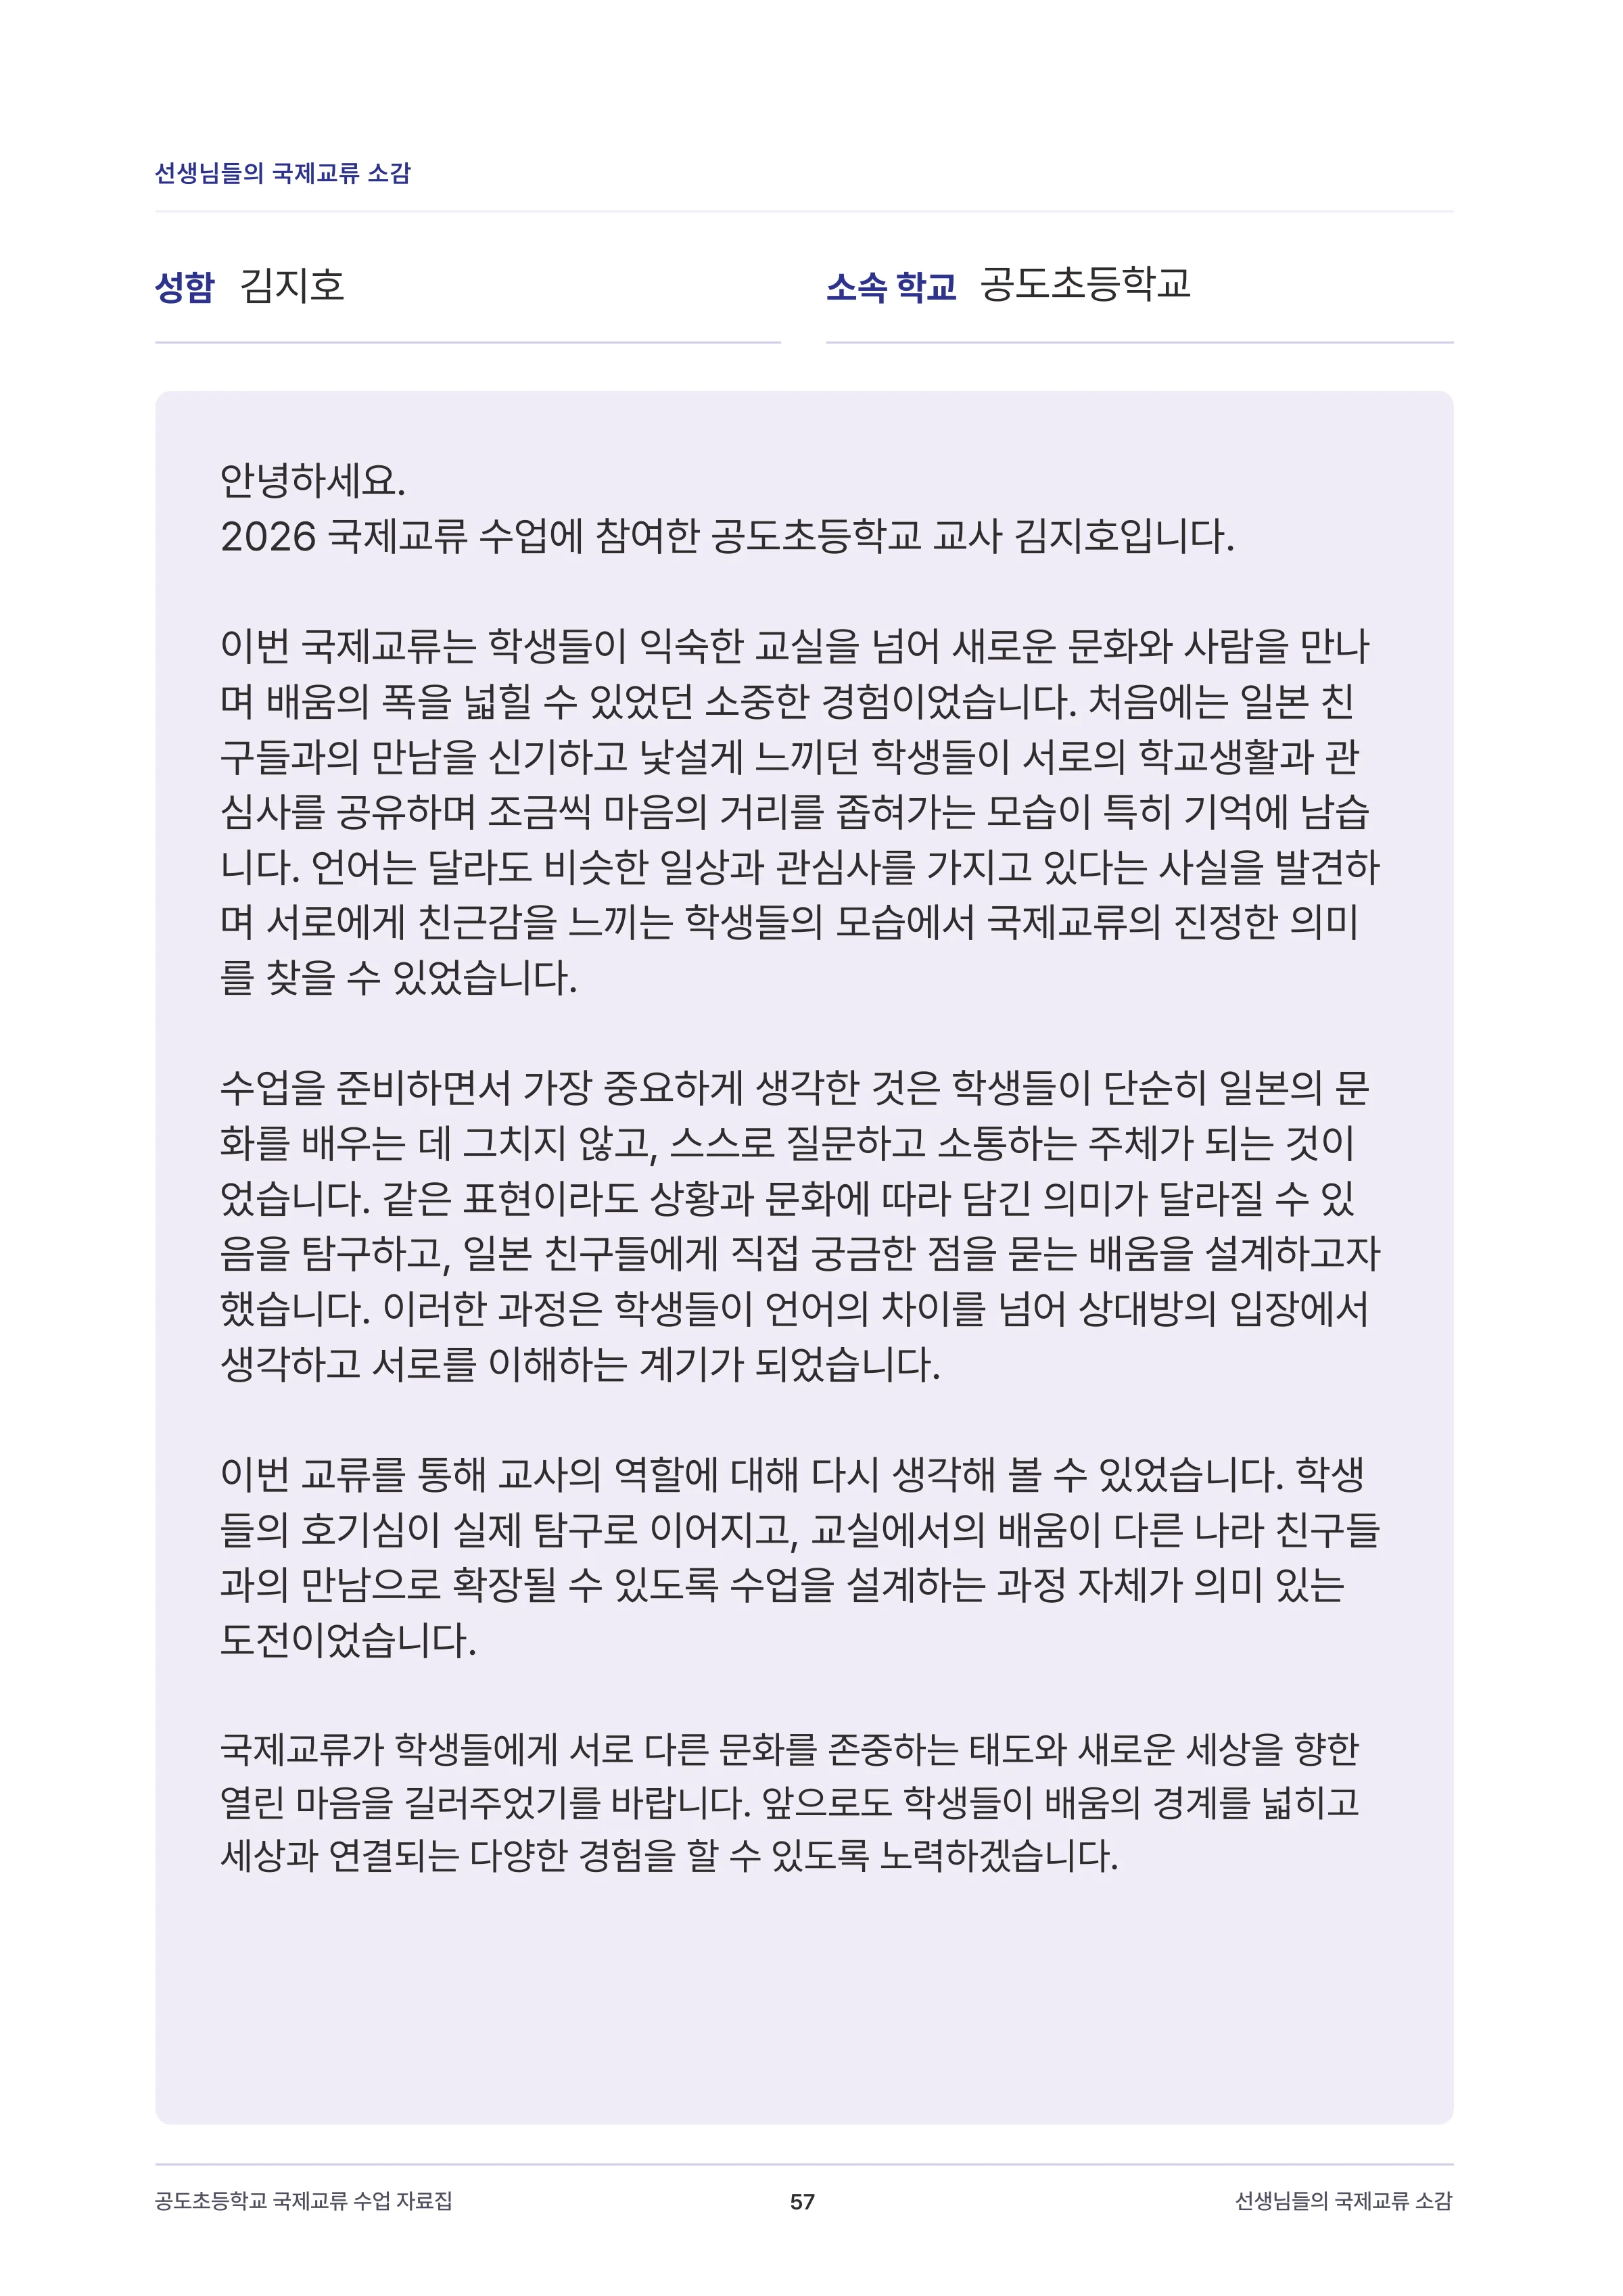 선생님들의 국제교류 소감
성함 김지호
소속 학교 공도초등학교
안녕하세요.
2026 국제교류 수업에 참여한 공도초등학교 교사 김지호입니다.
이번 국제교류는 학생들이 익숙한 교실을 넘어 새로운 문화와 사람을 만나
며 배움의 폭을 넓힐 수 있었던 소중한 경험이었습니다. 처음에는 일본 친
구들과의 만남을 신기하고 낯설게 느끼던 학생들이 서로의 학교생활과 관
심사를 공유하며 조금씩 마음의 거리를 좁혀가는 모습이 특히 기억에 남습
니다. 언어는 달라도 비슷한 일상과 관심사를 가지고 있다는 사실을 발견하
며 서로에게 친근감을 느끼는 학생들의 모습에서 국제교류의 진정한 의미
를 찾을 수 있었습니다.
수업을 준비하면서 가장 중요하게 생각한 것은 학생들이 단순히 일본의 문
화를 배우는 데 그치지 않고, 스스로 질문하고 소통하는 주체가 되는 것이
었습니다. 같은 표현이라도 상황과 문화에 따라 담긴 의미가 달라질 수 있
음을 탐구하고, 일본 친구들에게 직접 궁금한 점을 묻는 배움을 설계하고자
했습니다. 이러한 과정은 학생들이 언어의 차이를 넘어 상대방의 입장에서
생각하고 서로를 이해하는 계기가 되었습니다.
이번 교류를 통해 교사의 역할에 대해 다시 생각해 볼 수 있었습니다. 학생
들의 호기심이 실제 탐구로 이어지고, 교실에서의 배움이 다른 나라 친구들
과의 만남으로 확장될 수 있도록 수업을 설계하는 과정 자체가 의미 있는
도전이었습니다.
국제교류가 학생들에게 서로 다른 문화를 존중하는 태도와 새로운 세상을 향한
열린 마음을 길러주었기를 바랍니다. 앞으로도 학생들이 배움의 경계를 넓히고
세상과 연결되는 다양한 경험을 할 수 있도록 노력하겠습니다.
공도초등학교 국제교류 수업 자료집
57
선생님들의 국제교류 소감